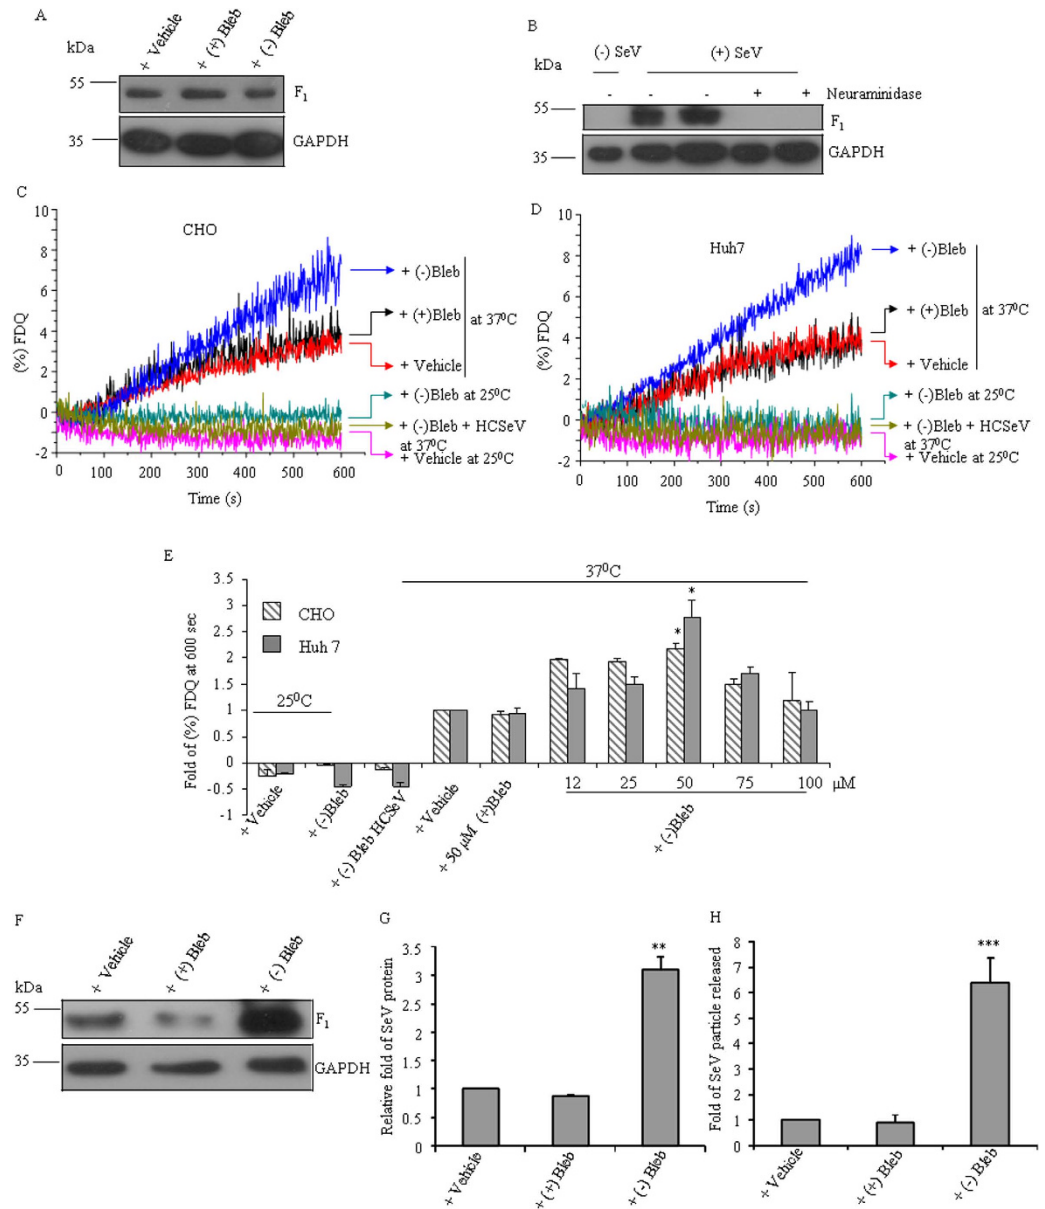 A
kDa
+ Vehicle
+ (+) Bleb
+ (-) Bleb
55
F1
35
GAPDH
B
(-) SeV
(+) SeV
kDa
- - - + + Neuraminidase
55
F1
35
GAPDH
C
CHO
(%) FDQ
10
8
6
4
2
0
-2
0 100 200 300 400 500 600
Time (s)
+ (-)Bleb
+ (+)Bleb
at 37⁰C
+ Vehicle
+ (-)Bleb at 25⁰C
+ (-)Bleb + HCSeV
at 37⁰C
+ Vehicle at 25⁰C
D
Huh7
(%) FDQ
10
8
6
4
2
0
-2
0 100 200 300 400 500 600
Time (s)
+ (-)Bleb
+ (+)Bleb
at 37⁰C
+ Vehicle
+ (-)Bleb at 25⁰C
+ (-)Bleb + HCSeV
at 37⁰C
+ Vehicle at 25⁰C
E
37⁰C
Fold of (%) FDQ at 600 sec
3.5
3
2.5
2
1.5
1
0.5
0
-0.5
-1
CHO
Huh 7
25⁰C
* *
12 25 50 75 100 µM
+ Vehicle
+ (-)Bleb
+ (-) Bleb HCSeV
+ Vehicle
+ 50 µM (+)Bleb
+ (-)Bleb
F
kDa
+ Vehicle
+ (+) Bleb
+ (-) Bleb
55
F1
35
GAPDH
G
Relative fold of SeV protein
3.5
3
2.5
2
1.5
1
0.5
0
**
+ Vehicle
+ (+) Bleb
+ (-) Bleb
H
Fold of SeV particle released
8
7
6
5
4
3
2
1
0
***
+ Vehicle
+ (+) Bleb
+ (-) Bleb